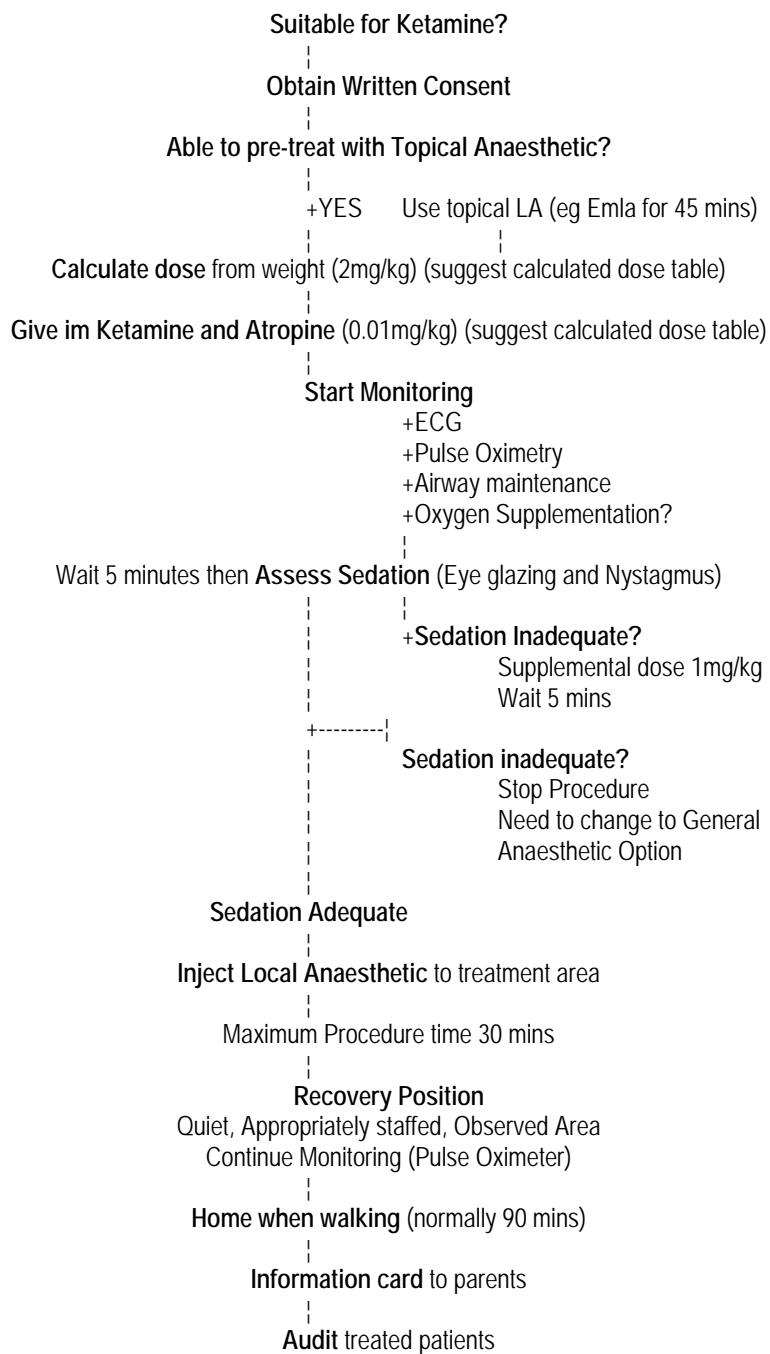 Suitable for Ketamine?
Obtain Written Consent
Able to pre-treat with Topical Anaesthetic?
+YES Use topical LA (eg Emla for 45 mins)
Calculate dose from weight (2mg/kg) (suggest calculated dose table)
Give im Ketamine and Atropine (0.01mg/kg) (suggest calculated dose table)
Start Monitoring
+ECG
+Pulse Oximetry
+Airway maintenance
+Oxygen Supplementation?
Wait 5 minutes then Assess Sedation (Eye glazing and Nystagmus)
+Sedation Inadequate?
Supplemental dose 1mg/kg
Wait 5 mins
+---------¦
Sedation inadequate?
Stop Procedure
Need to change to General
Anaesthetic Option
Sedation Adequate
Inject Local Anaesthetic to treatment area
Maximum Procedure time 30 mins
Recovery Position
Quiet, Appropriately staffed, Observed Area
Continue Monitoring (Pulse Oximeter)
Home when walking (normally 90 mins)
Information card to parents
Audit treated patients